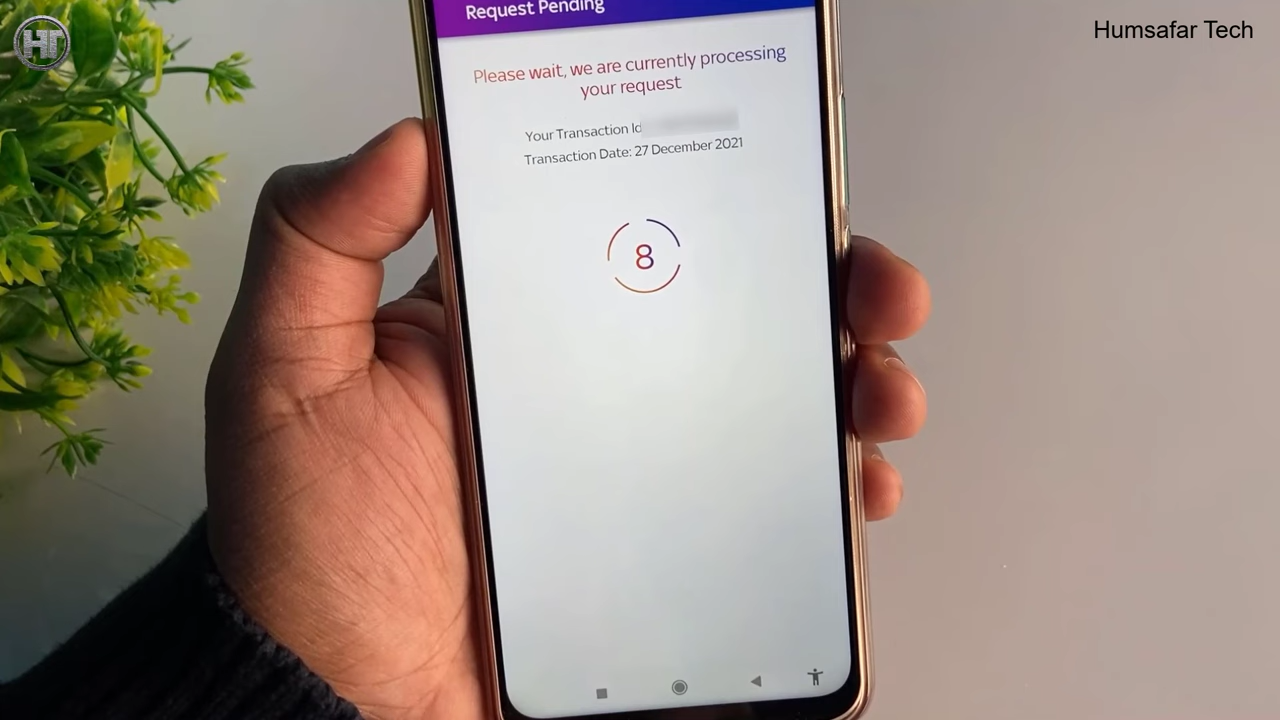 HT
Humsafar Tech
Request Pending
Please wait, we are currently processing
your request
Your Transaction Id
Transaction Date: 27 December 2021
8